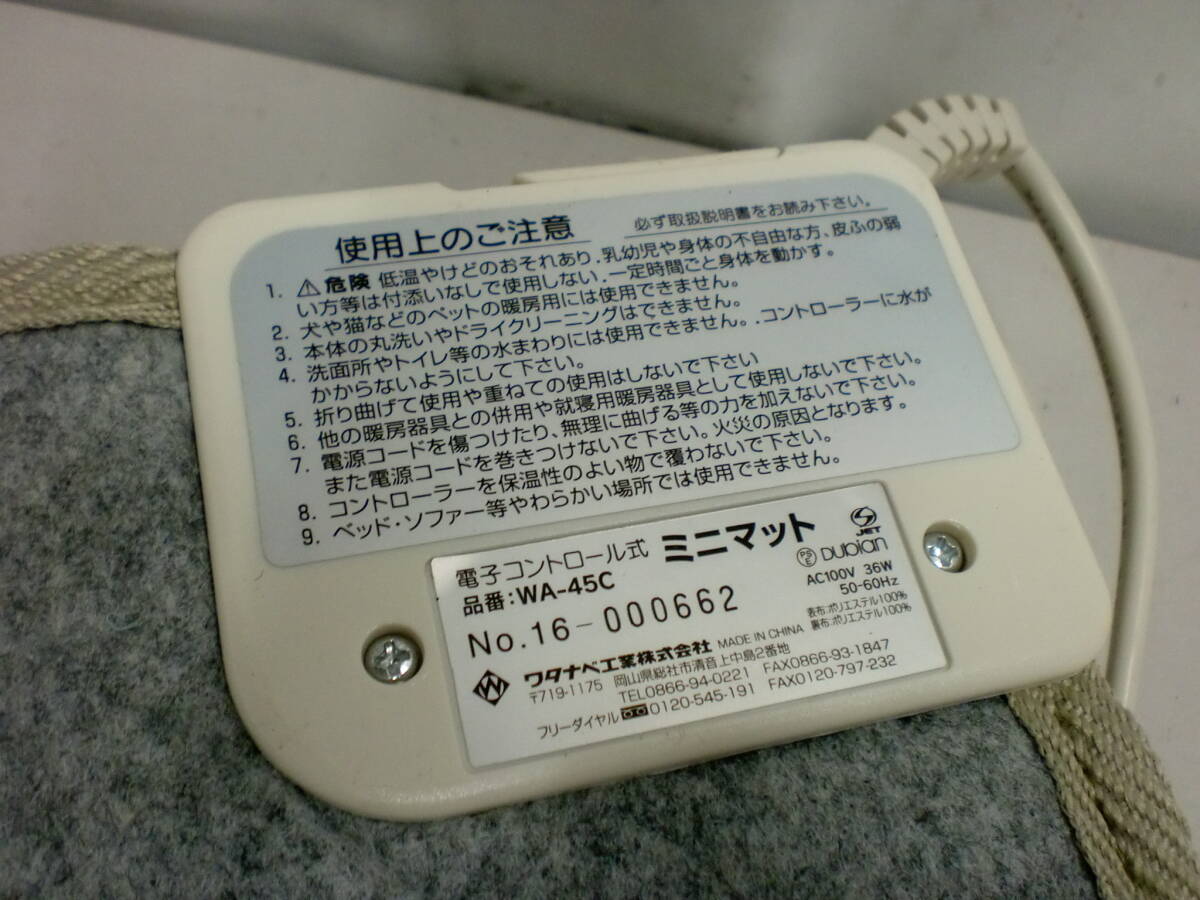 使用上のご注意
必ず取扱説明書をお読み下さい。
1. ⚠危険 低温やけどのおそれあり.乳幼児や身体の不自由な方、皮ふの弱
い方等は付添いなしで使用しない.一定時間ごと身体を動かす。
2. 犬や猫などのペットの暖房用には使用できません。
3. 本体の丸洗いやドライクリーニングはできません。
4. 洗面所やトイレ等の水まわりには使用できません。.コントローラーに水が
かからないようにして下さい。
5. 折り曲げて使用や重ねての使用はしないで下さい
6. 他の暖房器具との併用や就寝用暖房器具として使用しないで下さい。
7. 電源コードを傷つけたり、無理に曲げる等の力を加えないで下さい。
また電源コードを巻きつけないで下さい。火災の原因となります。
8. コントローラーを保温性のよい物で覆わないで下さい。
9. ベッド・ソファー等やわらかい場所では使用できません。
電子コントロール式 ミニマット
JET
品番:WA-45C
PSE Dubian
AC100V 36W
50-60Hz
No.16-000662
表布:ポリエステル100%
裏布:ポリエステル100%
W ワタナベ工業株式会社 MADE IN CHINA
〒719-1175 岡山県総社市清音上中島2番地
TEL0866-94-0221 FAX0866-93-1847
フリーダイヤル 0120-545-191 FAX0120-797-232